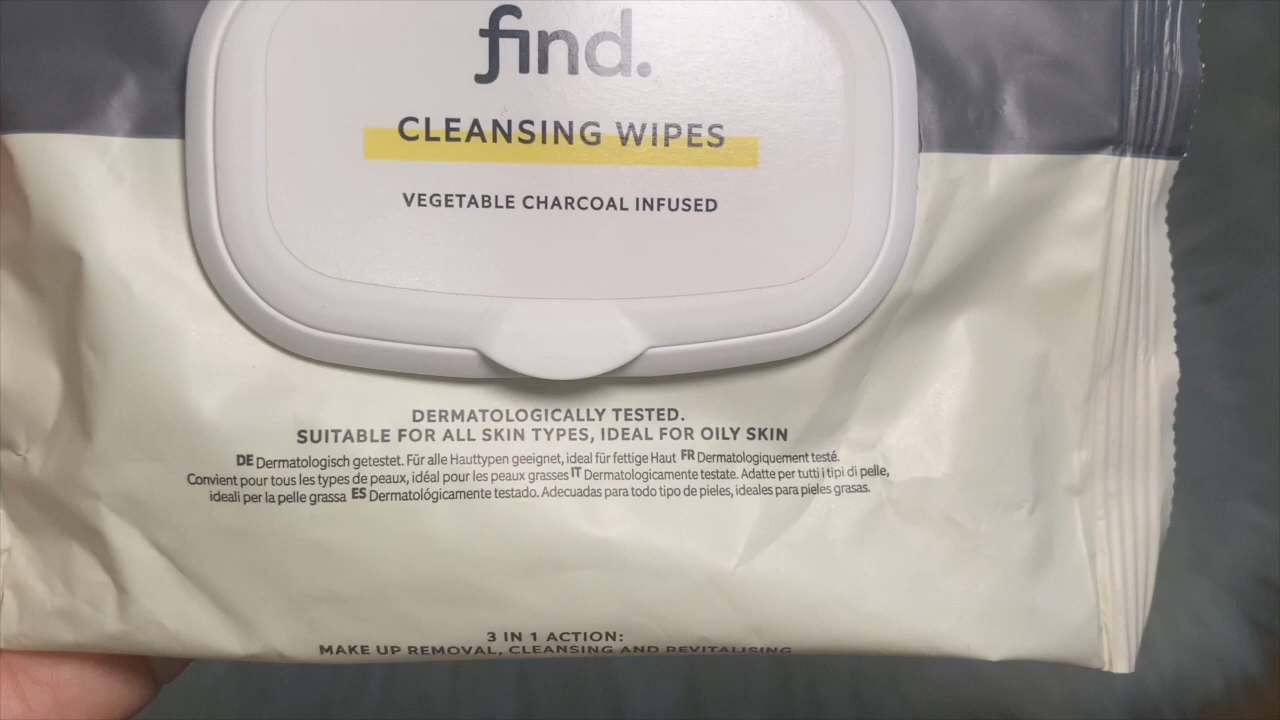 find.
CLEANSING WIPES
VEGETABLE CHARCOAL INFUSED
DERMATOLOGICALLY TESTED.
SUITABLE FOR ALL SKIN TYPES, IDEAL FOR OILY SKIN
DE Dermatologisch getestet. Für alle Hauttypen geeignet, ideal für fettige Haut FR Dermatologiquement testé.
Convient pour tous les types de peaux, idéal pour les peaux grasses IT Dermatologicamente testate. Adatte per tutti i tipi di pelle,
ideali per la pelle grassa ES Dermatológicamente testado. Adecuadas para todo tipo de pieles, ideales para pieles grasas.
3 IN 1 ACTION:
MAKE UP REMOVAL, CLEANSING AND REVITALISING